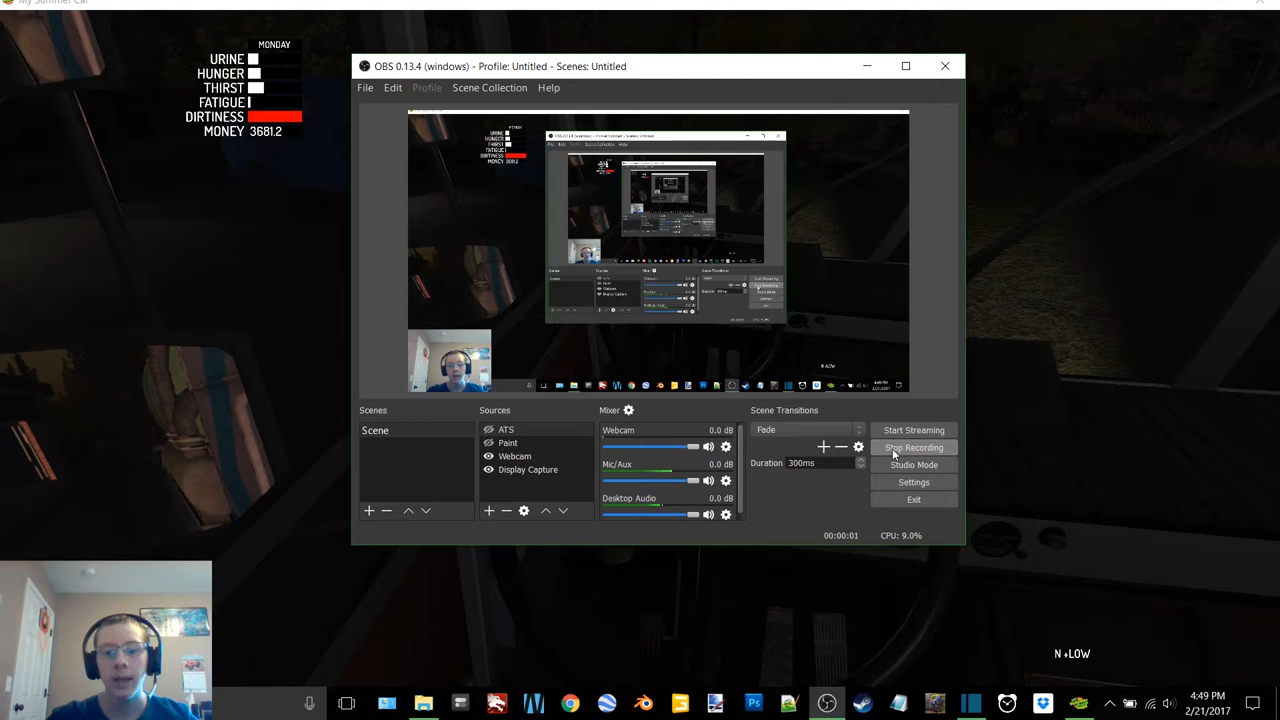 My Summer Car
MONDAY
URINE
HUNGER
THIRST
FATIGUE
DIRTINESS
MONEY 3681.2
OBS 0.13.4 (windows) - Profile: Untitled - Scenes: Untitled
File Edit Profile Scene Collection Help
Scenes
Sources
Mixer
Scene Transitions
Scene
ATS
Paint
Webcam
Display Capture
Webcam 0.0 dB
Mic/Aux 0.0 dB
Desktop Audio 0.0 dB
Fade
Duration 300ms
Start Streaming
Stop Recording
Studio Mode
Settings
Exit
00:00:01 CPU: 9.0%
N +LOW
4:49 PM
2/21/2017